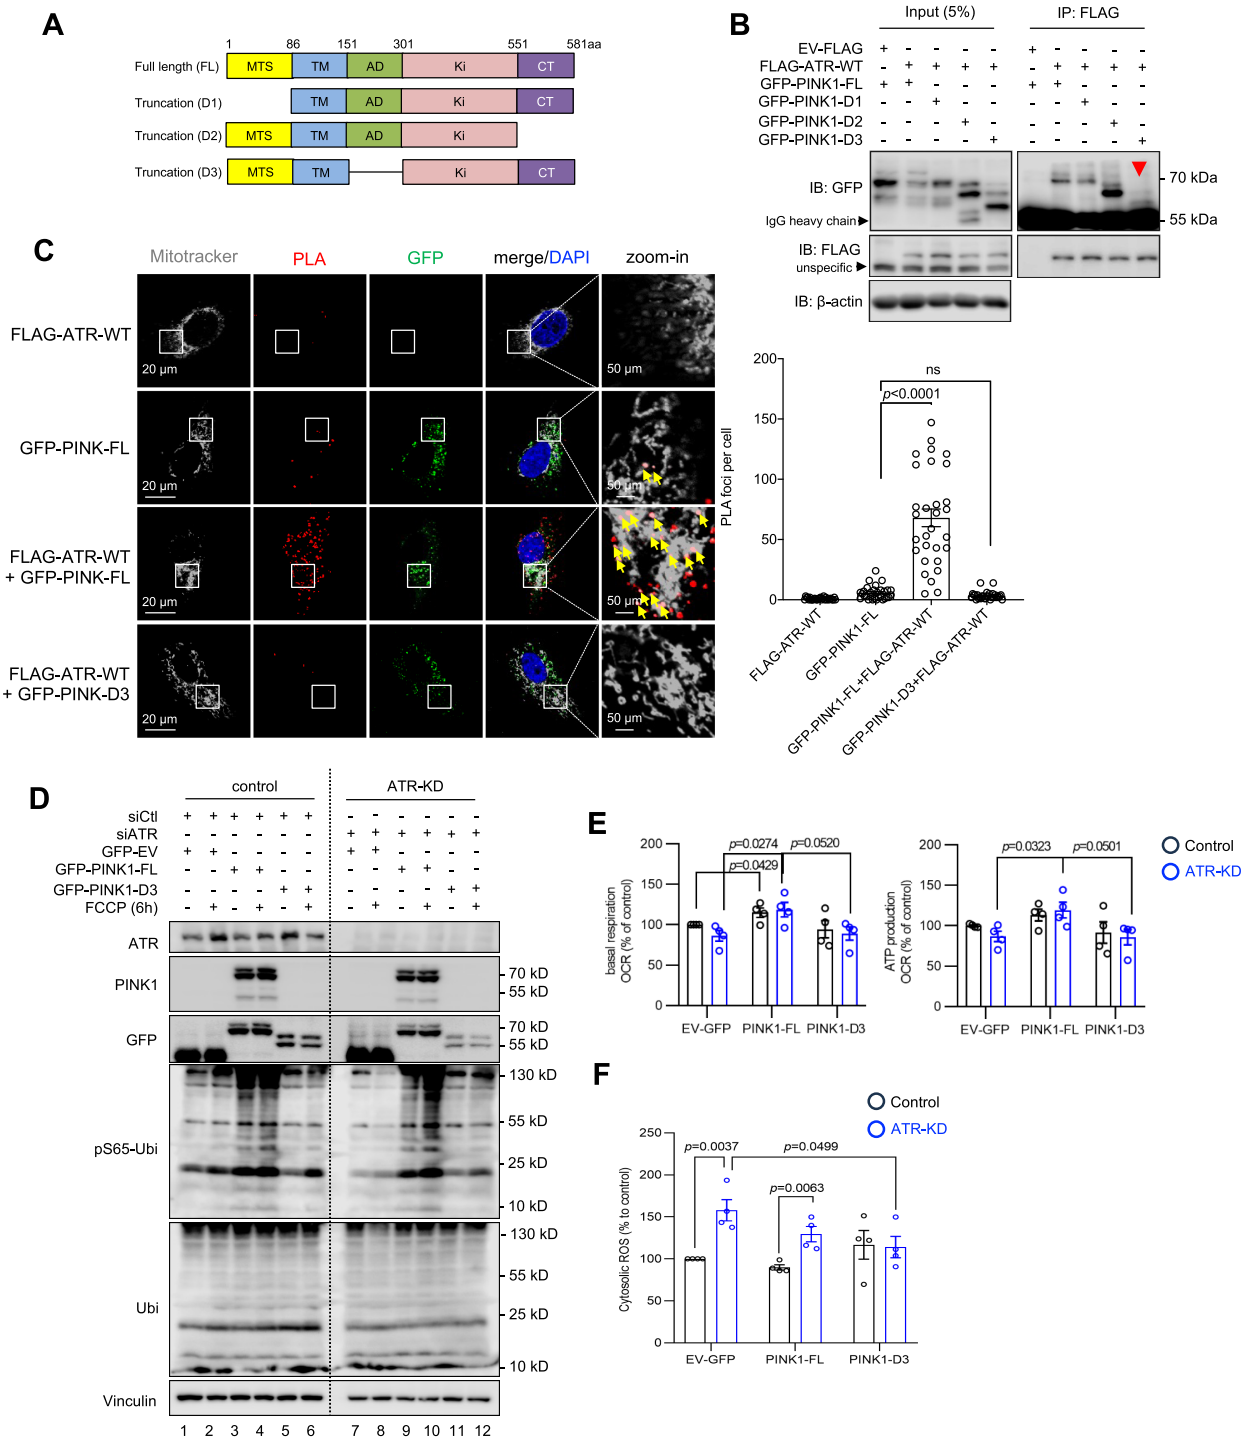 A
1 86 151 301 551 581aa
Full length (FL) MTS TM AD Ki CT
Truncation (D1) TM AD Ki CT
Truncation (D2) MTS TM AD Ki
Truncation (D3) MTS TM Ki CT
B
Input (5%) IP: FLAG
EV-FLAG + - - - - + - - - -
FLAG-ATR-WT - + + + + - + + + +
GFP-PINK1-FL + + - - - + + - - -
GFP-PINK1-D1 - - + - - - - + - -
GFP-PINK1-D2 - - - + - - - - + -
GFP-PINK1-D3 - - - - + - - - - +
IB: GFP
70 kDa
IgG heavy chain
55 kDa
IB: FLAG
unspecific
IB: β-actin
C
Mitotracker PLA GFP merge/DAPI zoom-in
FLAG-ATR-WT
20 µm 50 µm
GFP-PINK-FL
20 µm 50 µm
FLAG-ATR-WT
+ GFP-PINK-FL
20 µm 50 µm
FLAG-ATR-WT
+ GFP-PINK-D3
20 µm 50 µm
PLA foci per cell
200
150
100
50
0
ns
p<0.0001
FLAG-ATR-WT
GFP-PINK1-FL
GFP-PINK1-FL+FLAG-ATR-WT
GFP-PINK1-D3+FLAG-ATR-WT
D
control ATR-KD
siCtl + + + + + + - - - - - -
siATR - - - - - - + + + + + +
GFP-EV + + - - - - + + - - - -
GFP-PINK1-FL - - + + - - - - + + - -
GFP-PINK1-D3 - - - - + + - - - - + +
FCCP (6h) - + - + - + - + - + - +
ATR
PINK1
70 kD
55 kD
GFP
70 kD
55 kD
pS65-Ubi
130 kD
55 kD
25 kD
10 kD
Ubi
130 kD
55 kD
25 kD
10 kD
Vinculin
1 2 3 4 5 6 7 8 9 10 11 12
E
basal respiration
OCR (% of control)
200
150
100
50
0
p=0.0274 p=0.0520
p=0.0429
EV-GFP PINK1-FL PINK1-D3
ATP production
OCR (% of control)
200
150
100
50
0
p=0.0323 p=0.0501
EV-GFP PINK1-FL PINK1-D3
Control
ATR-KD
F
Control
ATR-KD
Cytosolic ROS (% to control)
250
200
150
100
50
0
p=0.0037 p=0.0499
p=0.0063
EV-GFP PINK1-FL PINK1-D3